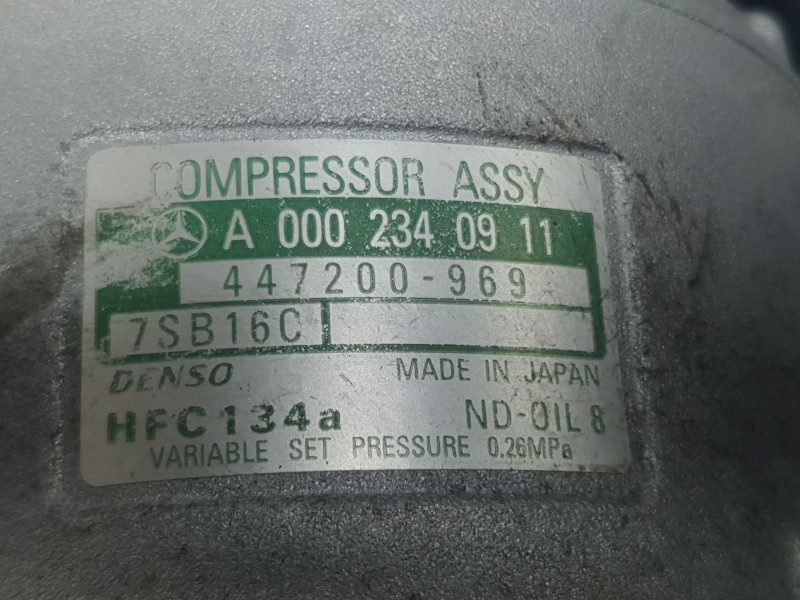 COMPRESSOR ASSY
A 000 234 09 11
447200-969
7SB16C
DENSO MADE IN JAPAN
HFC134a ND-OIL 8
VARIABLE SET PRESSURE 0.26MPa